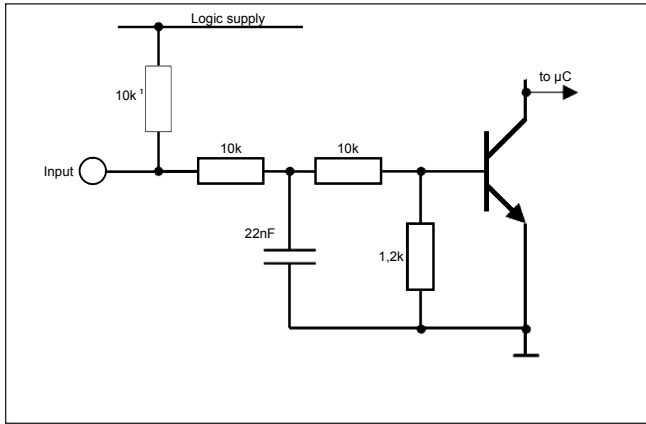 Logic supply
to µC
10k ¹
10k
10k
Input
22nF
1,2k